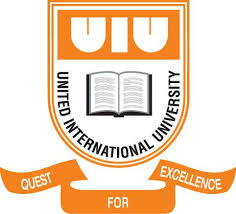 UIU
UNITED INTERNATIONAL UNIVERSITY
QUEST
FOR
EXCELLENCE